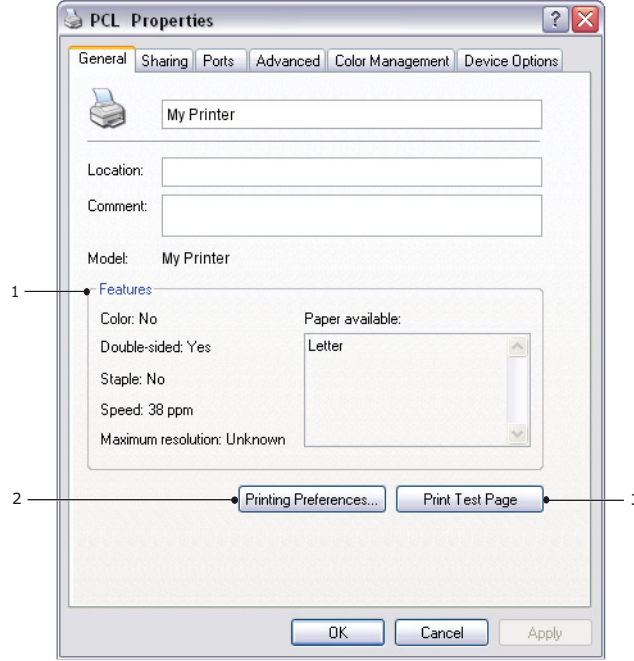 PCL Properties
General Sharing Ports Advanced Color Management Device Options
My Printer
Location:
Comment:
Model: My Printer
1 Features
Color: No Paper available:
Double-sided: Yes Letter
Staple: No
Speed: 38 ppm
Maximum resolution: Unknown
2 Printing Preferences... Print Test Page
OK Cancel Apply